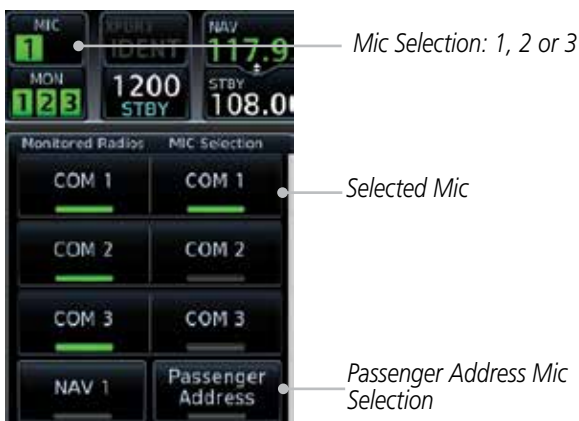 MIC
1
XPDR1
IDENT
NAV
117.9
Mic Selection: 1, 2 or 3
MON
1 2 3
1200
STBY
STBY
108.0
Monitored Radios MIC Selection
COM 1 COM 1
Selected Mic
COM 2 COM 2
COM 3 COM 3
NAV 1 Passenger Address
Passenger Address Mic
Selection